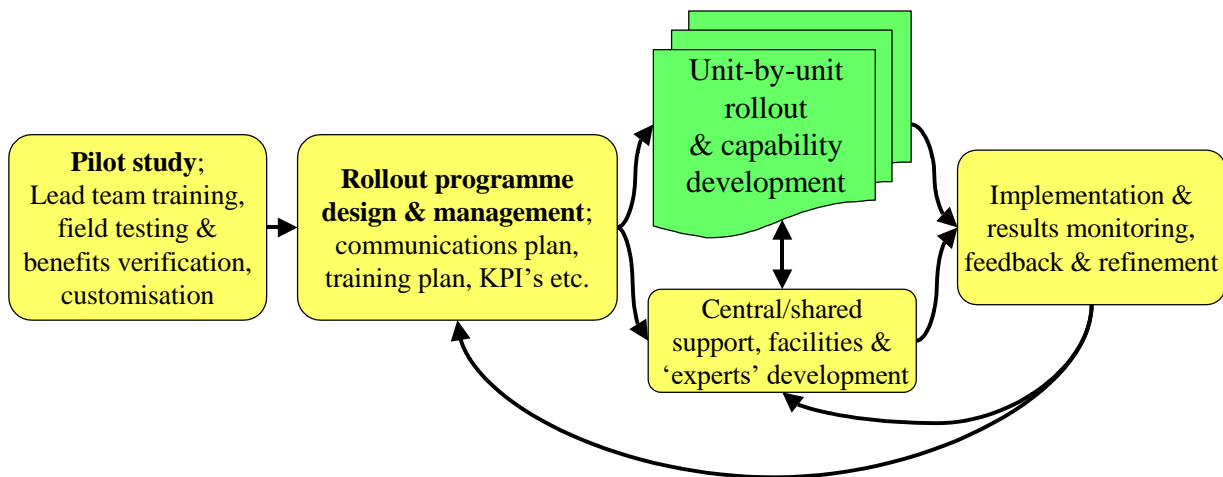 Pilot study;
Lead team training,
field testing &
benefits verification,
customisation
Rollout programme
design & management;
communications plan,
training plan, KPI's etc.
Unit-by-unit
rollout
& capability
development
Central/shared
support, facilities &
‘experts’ development
Implementation &
results monitoring,
feedback & refinement